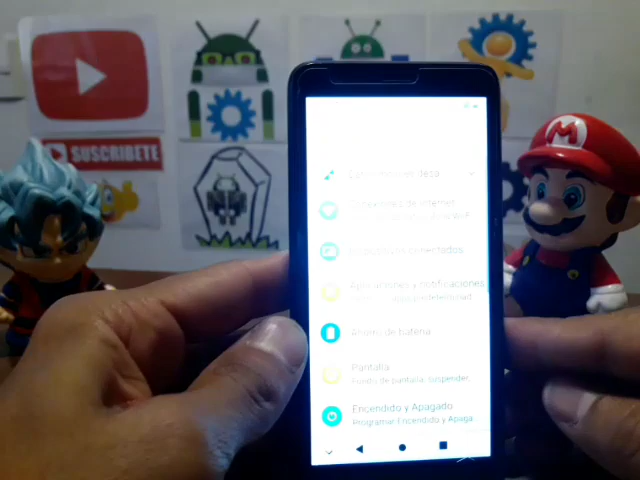 SUSCRIBETE
M
Conexiones de internet
conectados
Aplicaciones y notificaciones
Ahorro de batería
Pantalla
Fondo de pantalla, suspender,
Encendido y Apagado
Programar Encendido y Apaga...